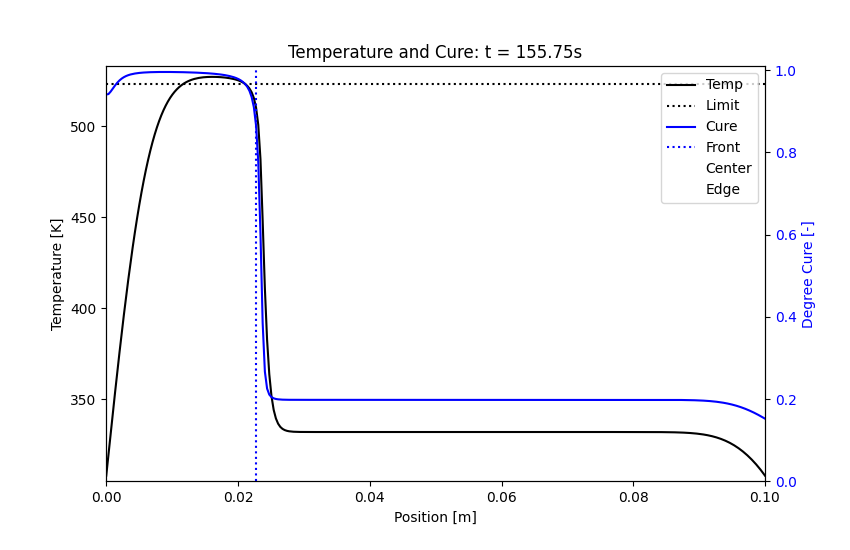 Temperature and Cure: t = 155.75s
Temp
Limit
Cure
Front
Center
Edge
500
450
400
350
Temperature [K]
1.0
0.8
0.6
0.4
0.2
0.0
Degree Cure [-]
0.00
0.02
0.04
0.06
0.08
0.10
Position [m]